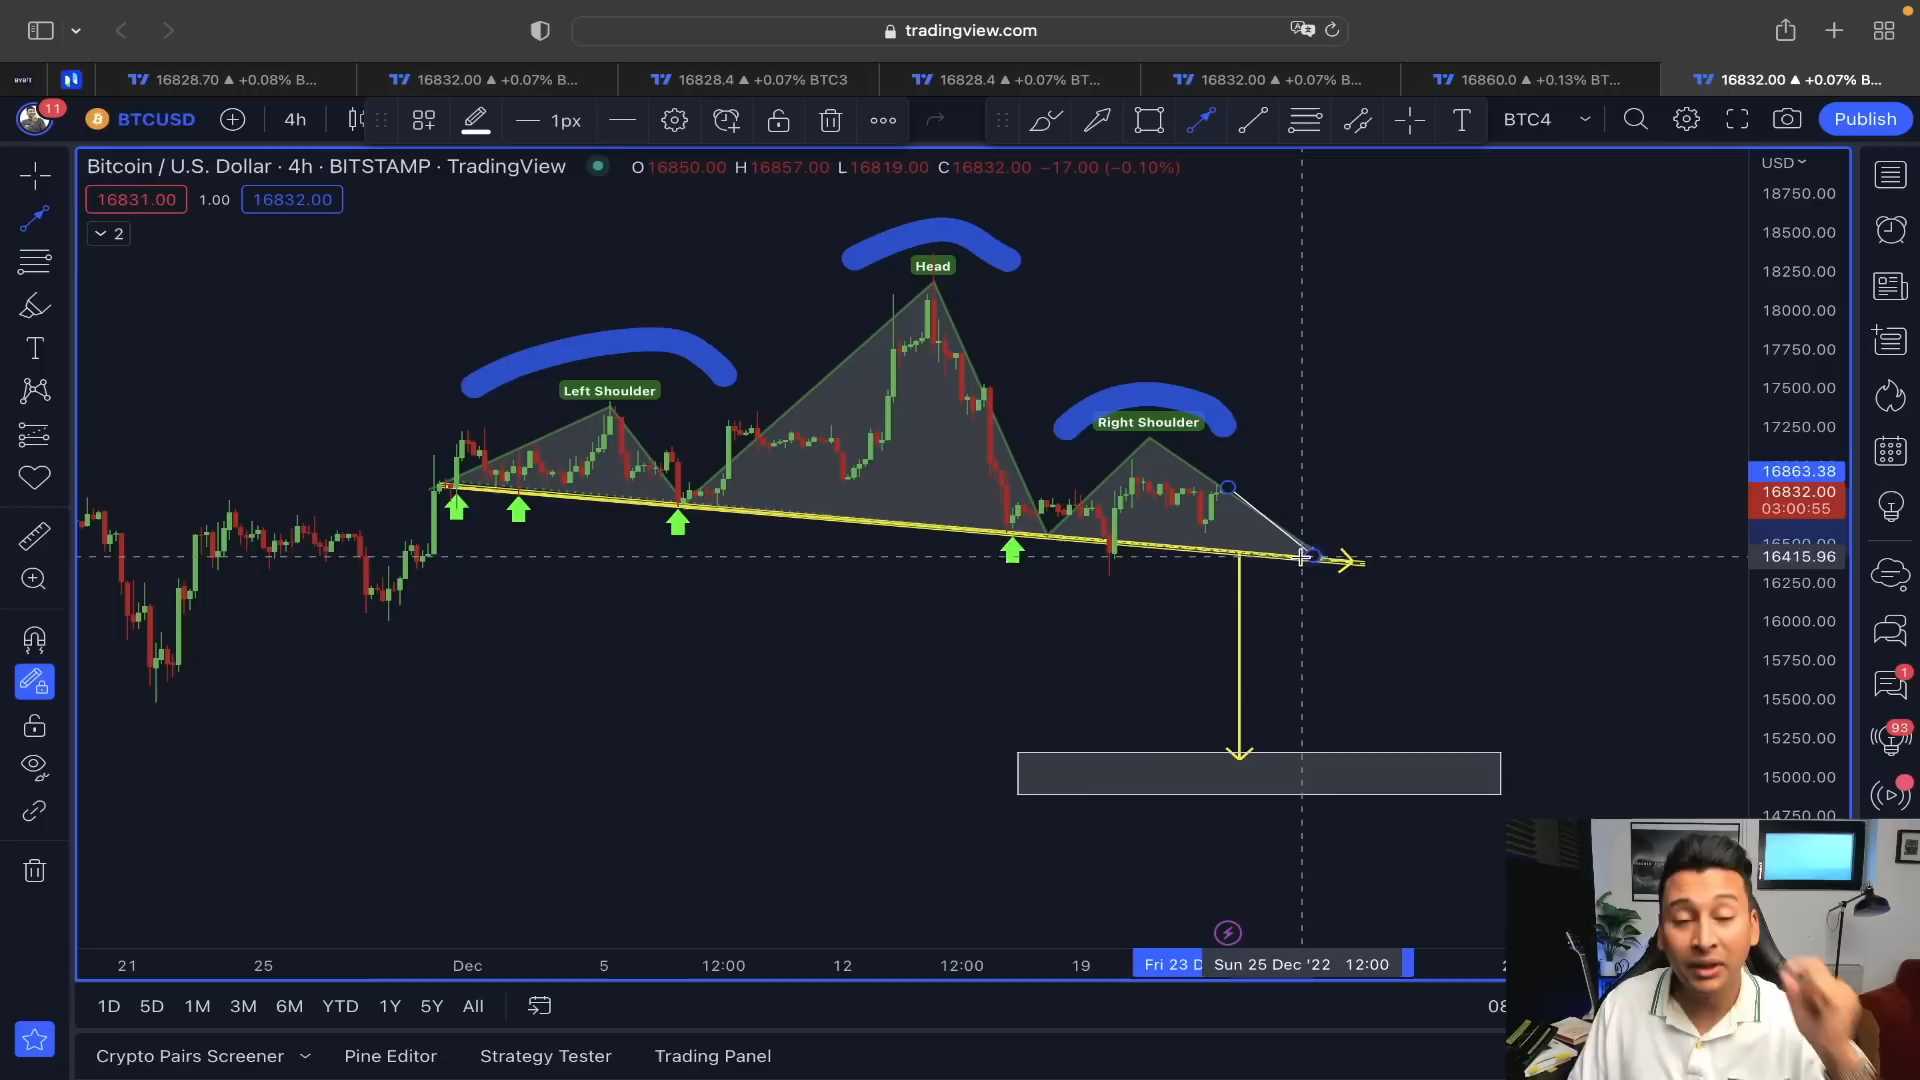 tradingview.com
BYBIT
16828.70 ▲ +0.08% B...
16832.00 ▲ +0.07% B...
16828.4 ▲ +0.07% BTC3
16828.4 ▲ +0.07% BT...
16832.00 ▲ +0.07% B...
16860.0 ▲ +0.13% BT...
16832.00 ▲ +0.07% B...
11
BTCUSD
4h
1px
BTC4
Publish
Bitcoin / U.S. Dollar · 4h · BITSTAMP · TradingView
O16850.00 H16857.00 L16819.00 C16832.00 −17.00 (−0.10%)
16831.00 1.00 16832.00
2
USD
18750.00
18500.00
18250.00
18000.00
17750.00
17500.00
17250.00
16863.38
16832.00
03:00:55
16500.00
16415.96
16250.00
16000.00
15750.00
15500.00
15250.00
15000.00
14750.00
Head
Left Shoulder
Right Shoulder
1
93
21 25 Dec 5 12:00 12 12:00 19 Fri 23 D Sun 25 Dec '22 12:00
1D 5D 1M 3M 6M YTD 1Y 5Y All
Crypto Pairs Screener Pine Editor Strategy Tester Trading Panel